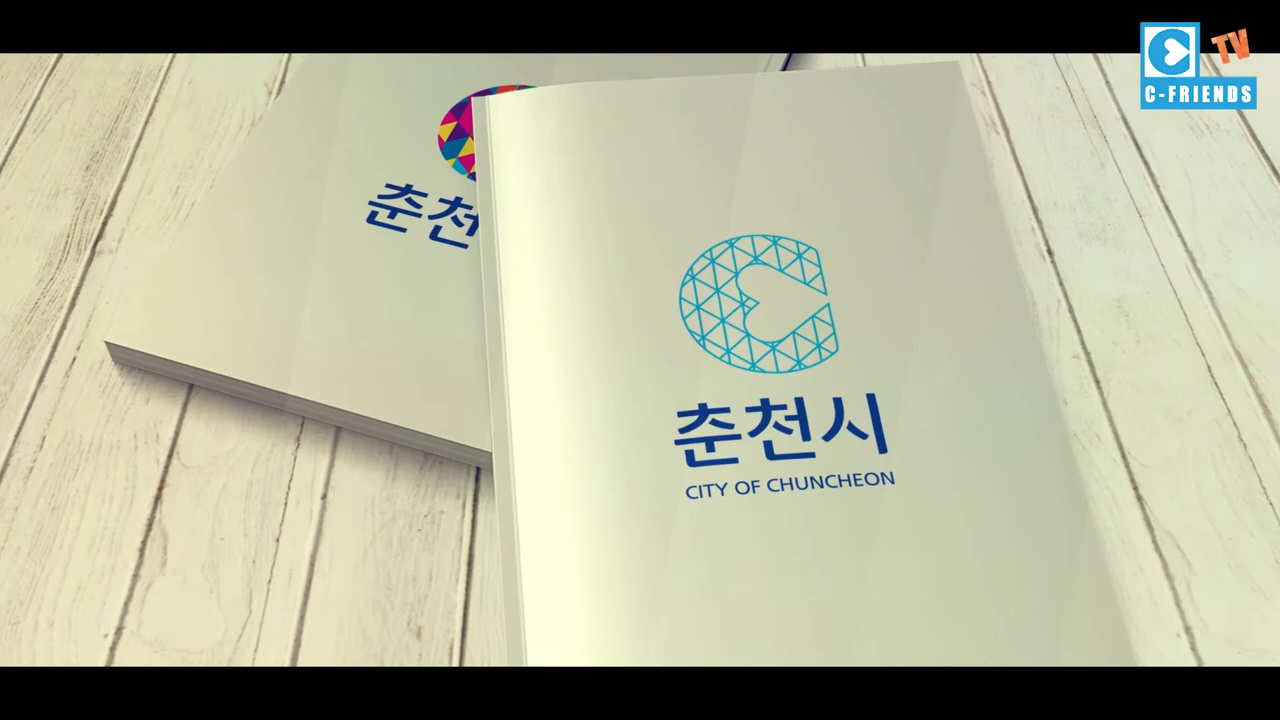 TV
C-FRIENDS
춘천
춘천시
CITY OF CHUNCHEON